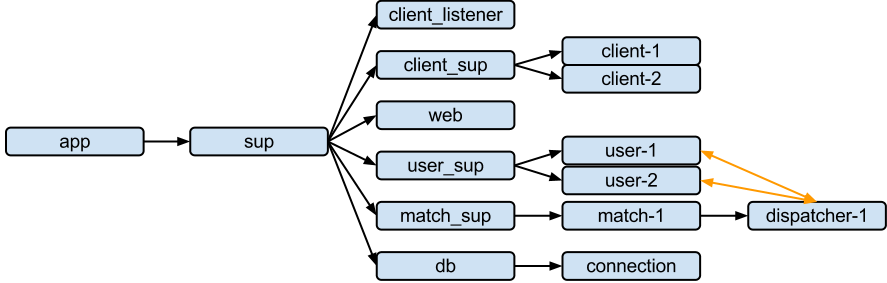 client_listener
client_sup
client-1
client-2
web
app
sup
user_sup
user-1
user-2
match_sup
match-1
dispatcher-1
db
connection